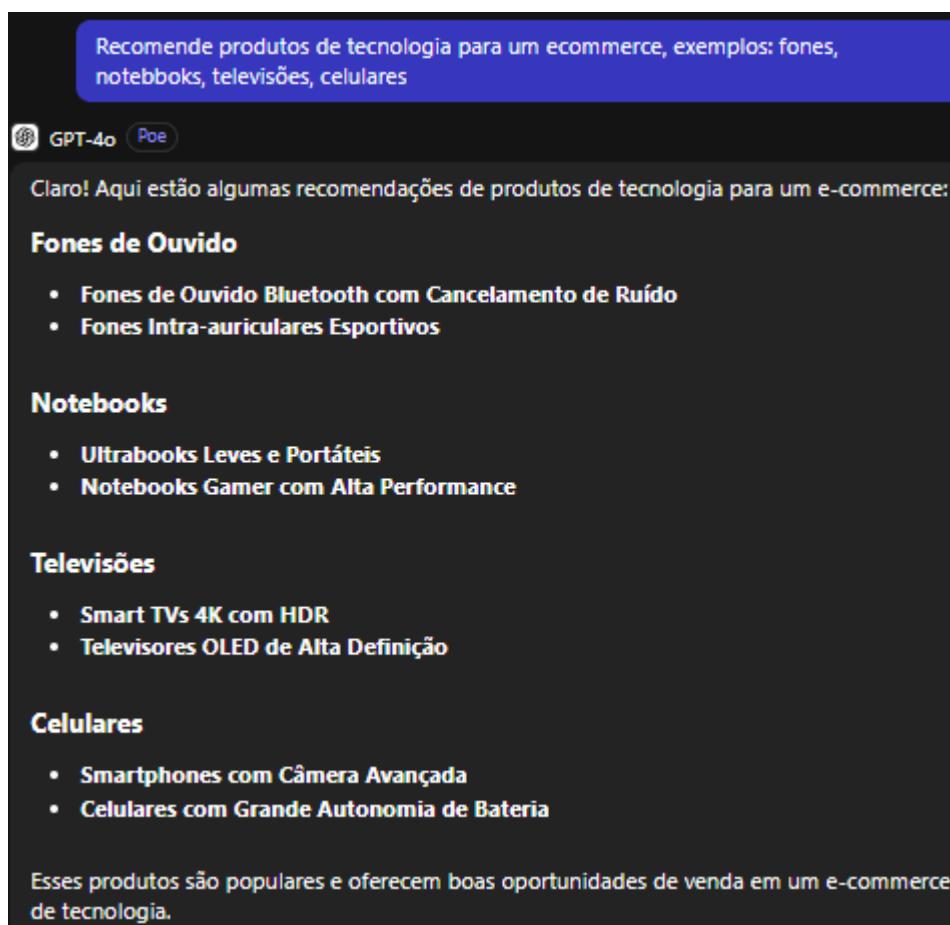 Recomende produtos de tecnologia para um ecommerce, exemplos: fones,
notebboks, televisões, celulares
GPT-4o Poe
Claro! Aqui estão algumas recomendações de produtos de tecnologia para um e-commerce:
Fones de Ouvido
• Fones de Ouvido Bluetooth com Cancelamento de Ruído
• Fones Intra-auriculares Esportivos
Notebooks
• Ultrabooks Leves e Portáteis
• Notebooks Gamer com Alta Performance
Televisões
• Smart TVs 4K com HDR
• Televisores OLED de Alta Definição
Celulares
• Smartphones com Câmera Avançada
• Celulares com Grande Autonomia de Bateria
Esses produtos são populares e oferecem boas oportunidades de venda em um e-commerce
de tecnologia.